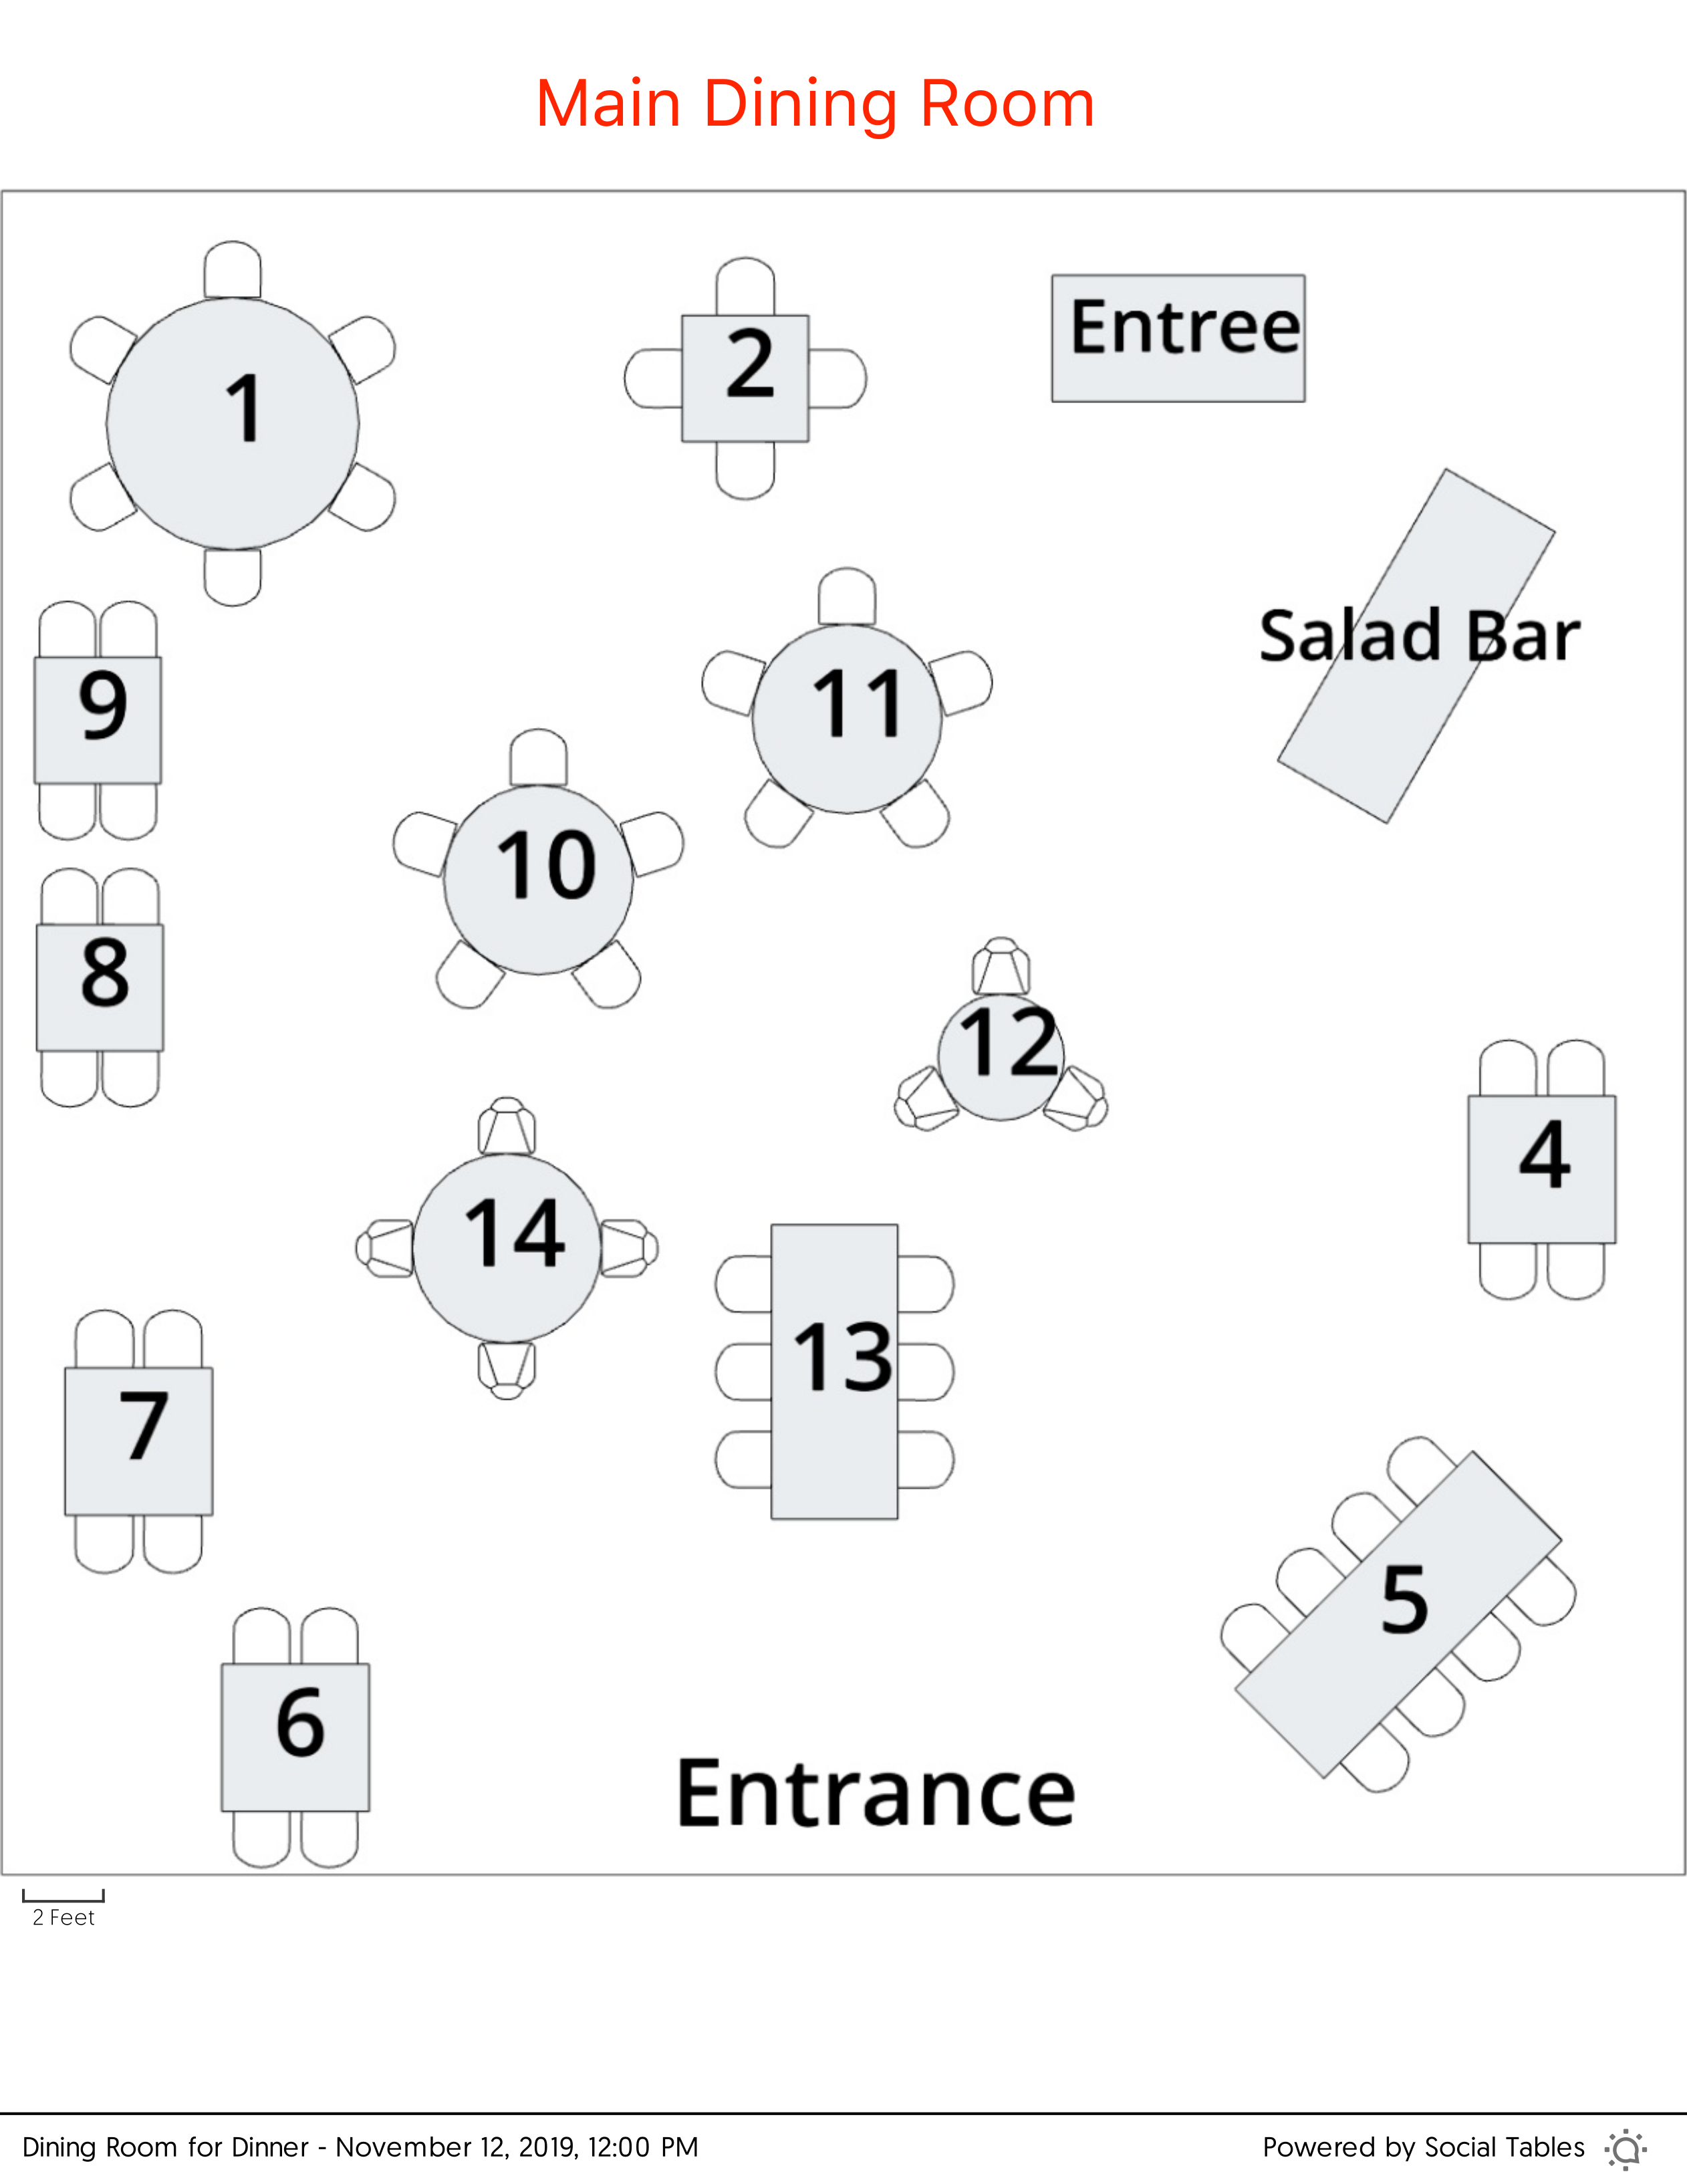 Main Dining Room
1
2
Entree
Salad Bar
9
11
10
8
12
4
14
13
7
5
6
Entrance
2 Feet
Dining Room for Dinner - November 12, 2019, 12:00 PM
Powered by Social Tables